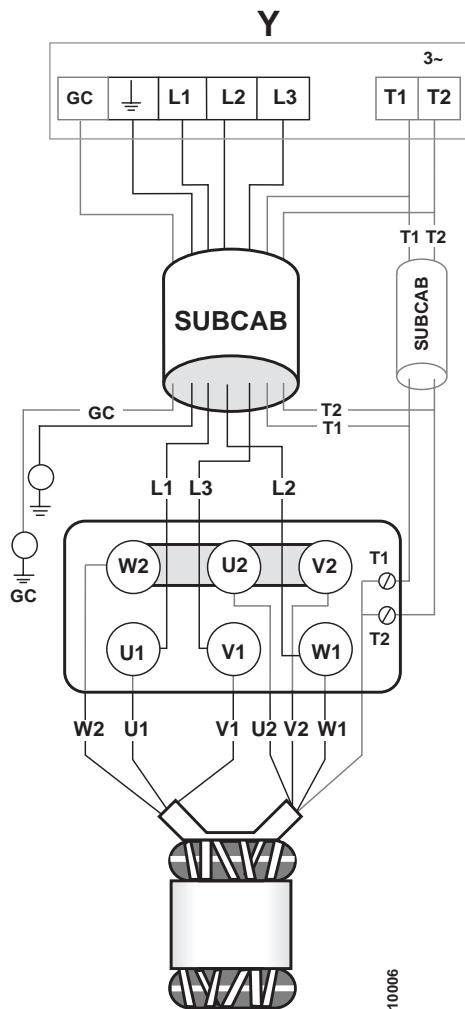 Y
3~
GC L1 L2 L3 T1 T2
T1 T2
SUBCAB
SUBCAB
GC T2
T1
L1 L3 L2
GC
W2 U2 V2 T1
U1 V1 W1 T2
W2 U1 V1 U2 V2 W1
10006